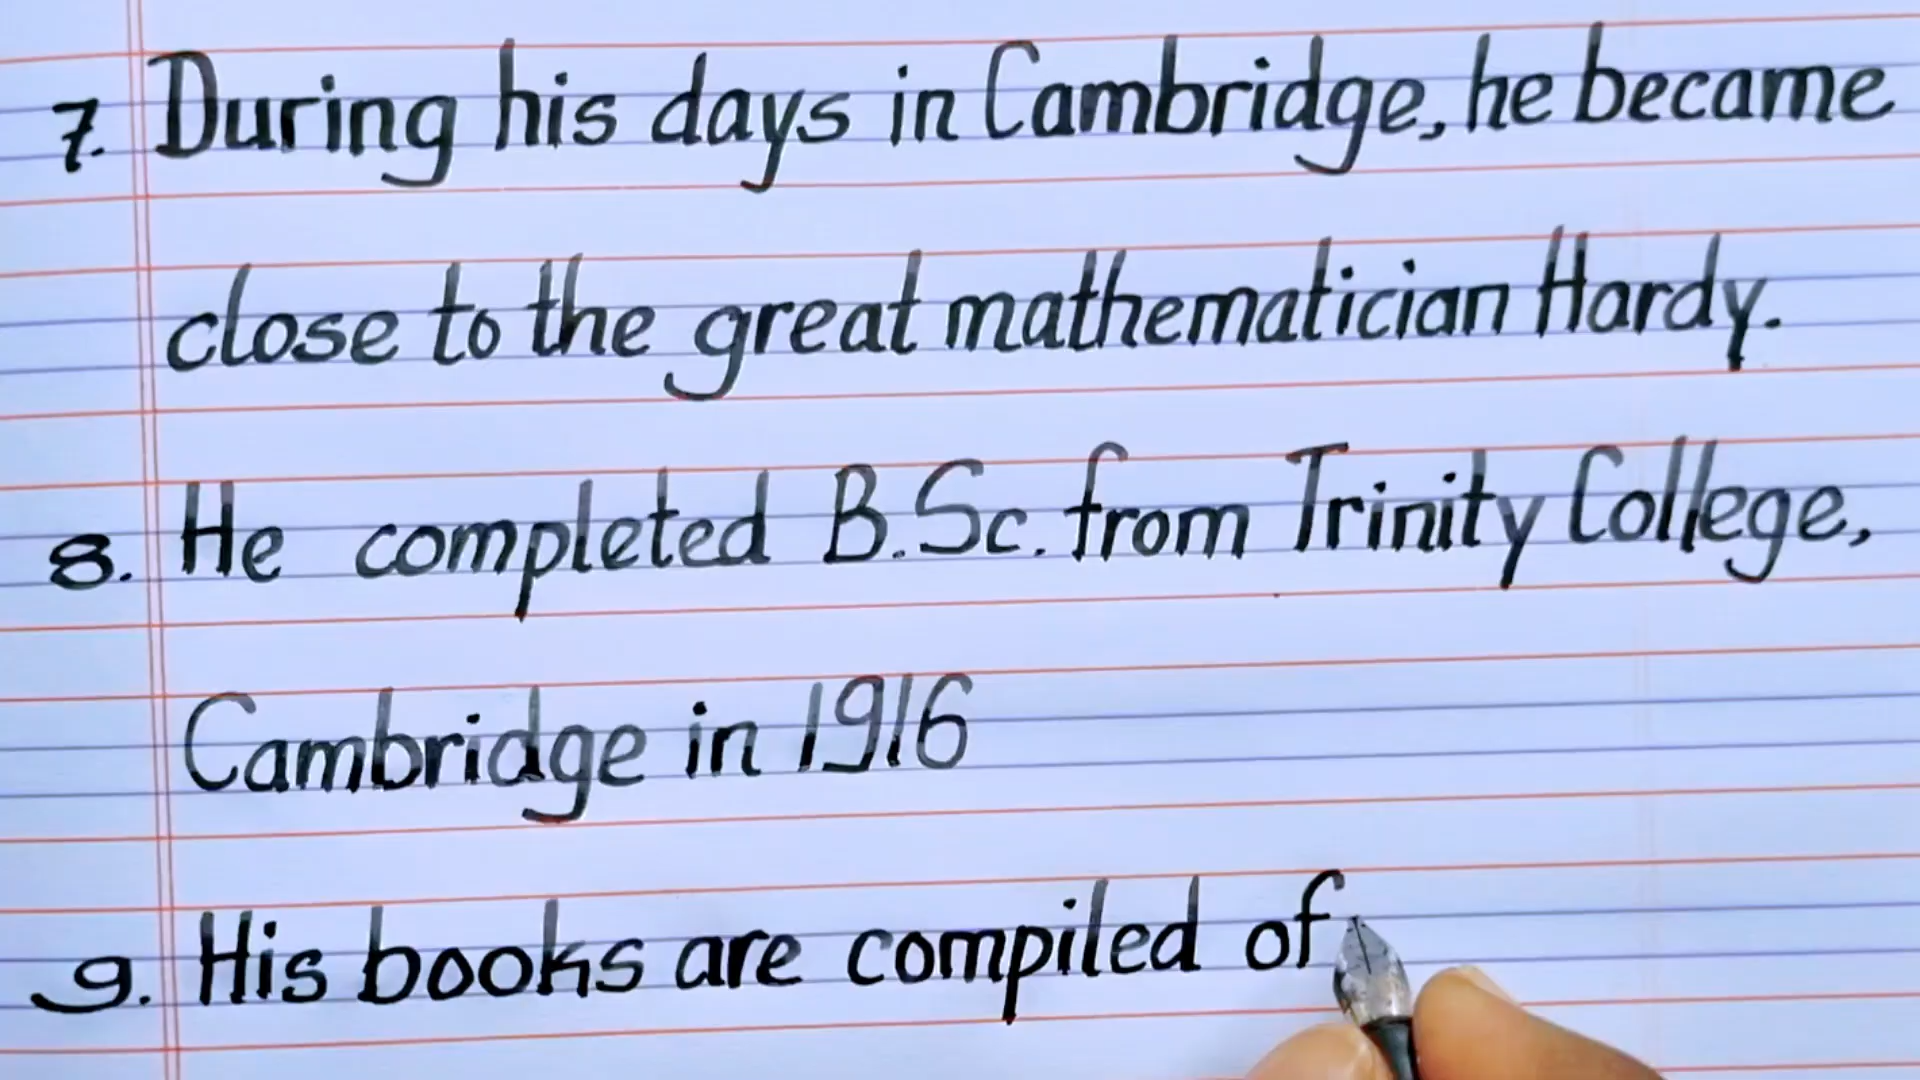 7. During his days in Cambridge, he became
close to the great mathematician Hardy.
8. He completed B.Sc. from Trinity College,
Cambridge in 1916
9. His books are compiled of